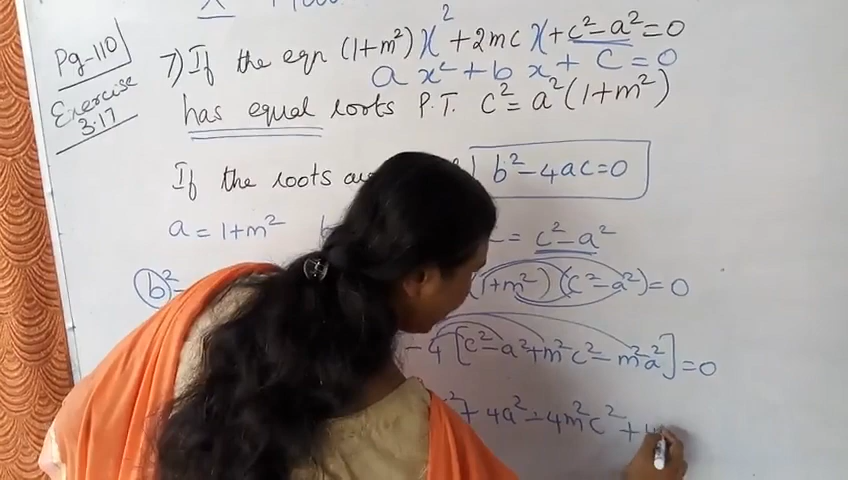 Pg-110
Exercise
3.17
7) If the eqn (1+m²)x² + 2mc x + c²-a² = 0
a x² + b x + c = 0
has equal roots P.T. c² = a²(1+m²)
If the roots b²-4ac=0
a = 1+m² = c²-a²
b² (1+m²)(c²-a²)=0
-4[c²-a²+m²c²-m²a²]=0
+4a²-4m²c²+